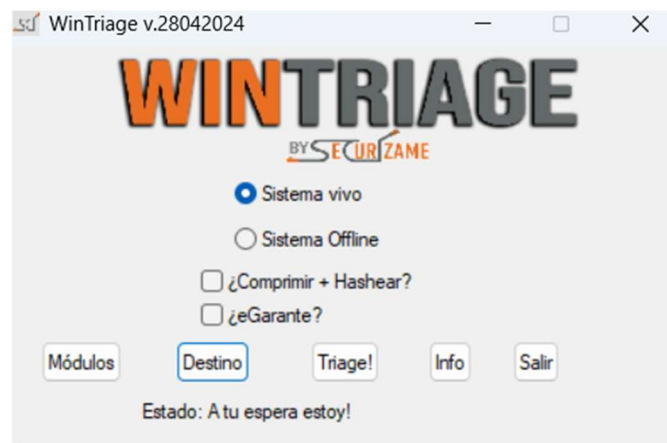 WinTriage v.28042024
WINTRIAGE
BY SECURIZAME
Sistema vivo
Sistema Offline
¿Comprimir + Hashear?
¿eGarante?
Módulos Destino Triage! Info Salir
Estado: A tu espera estoy!